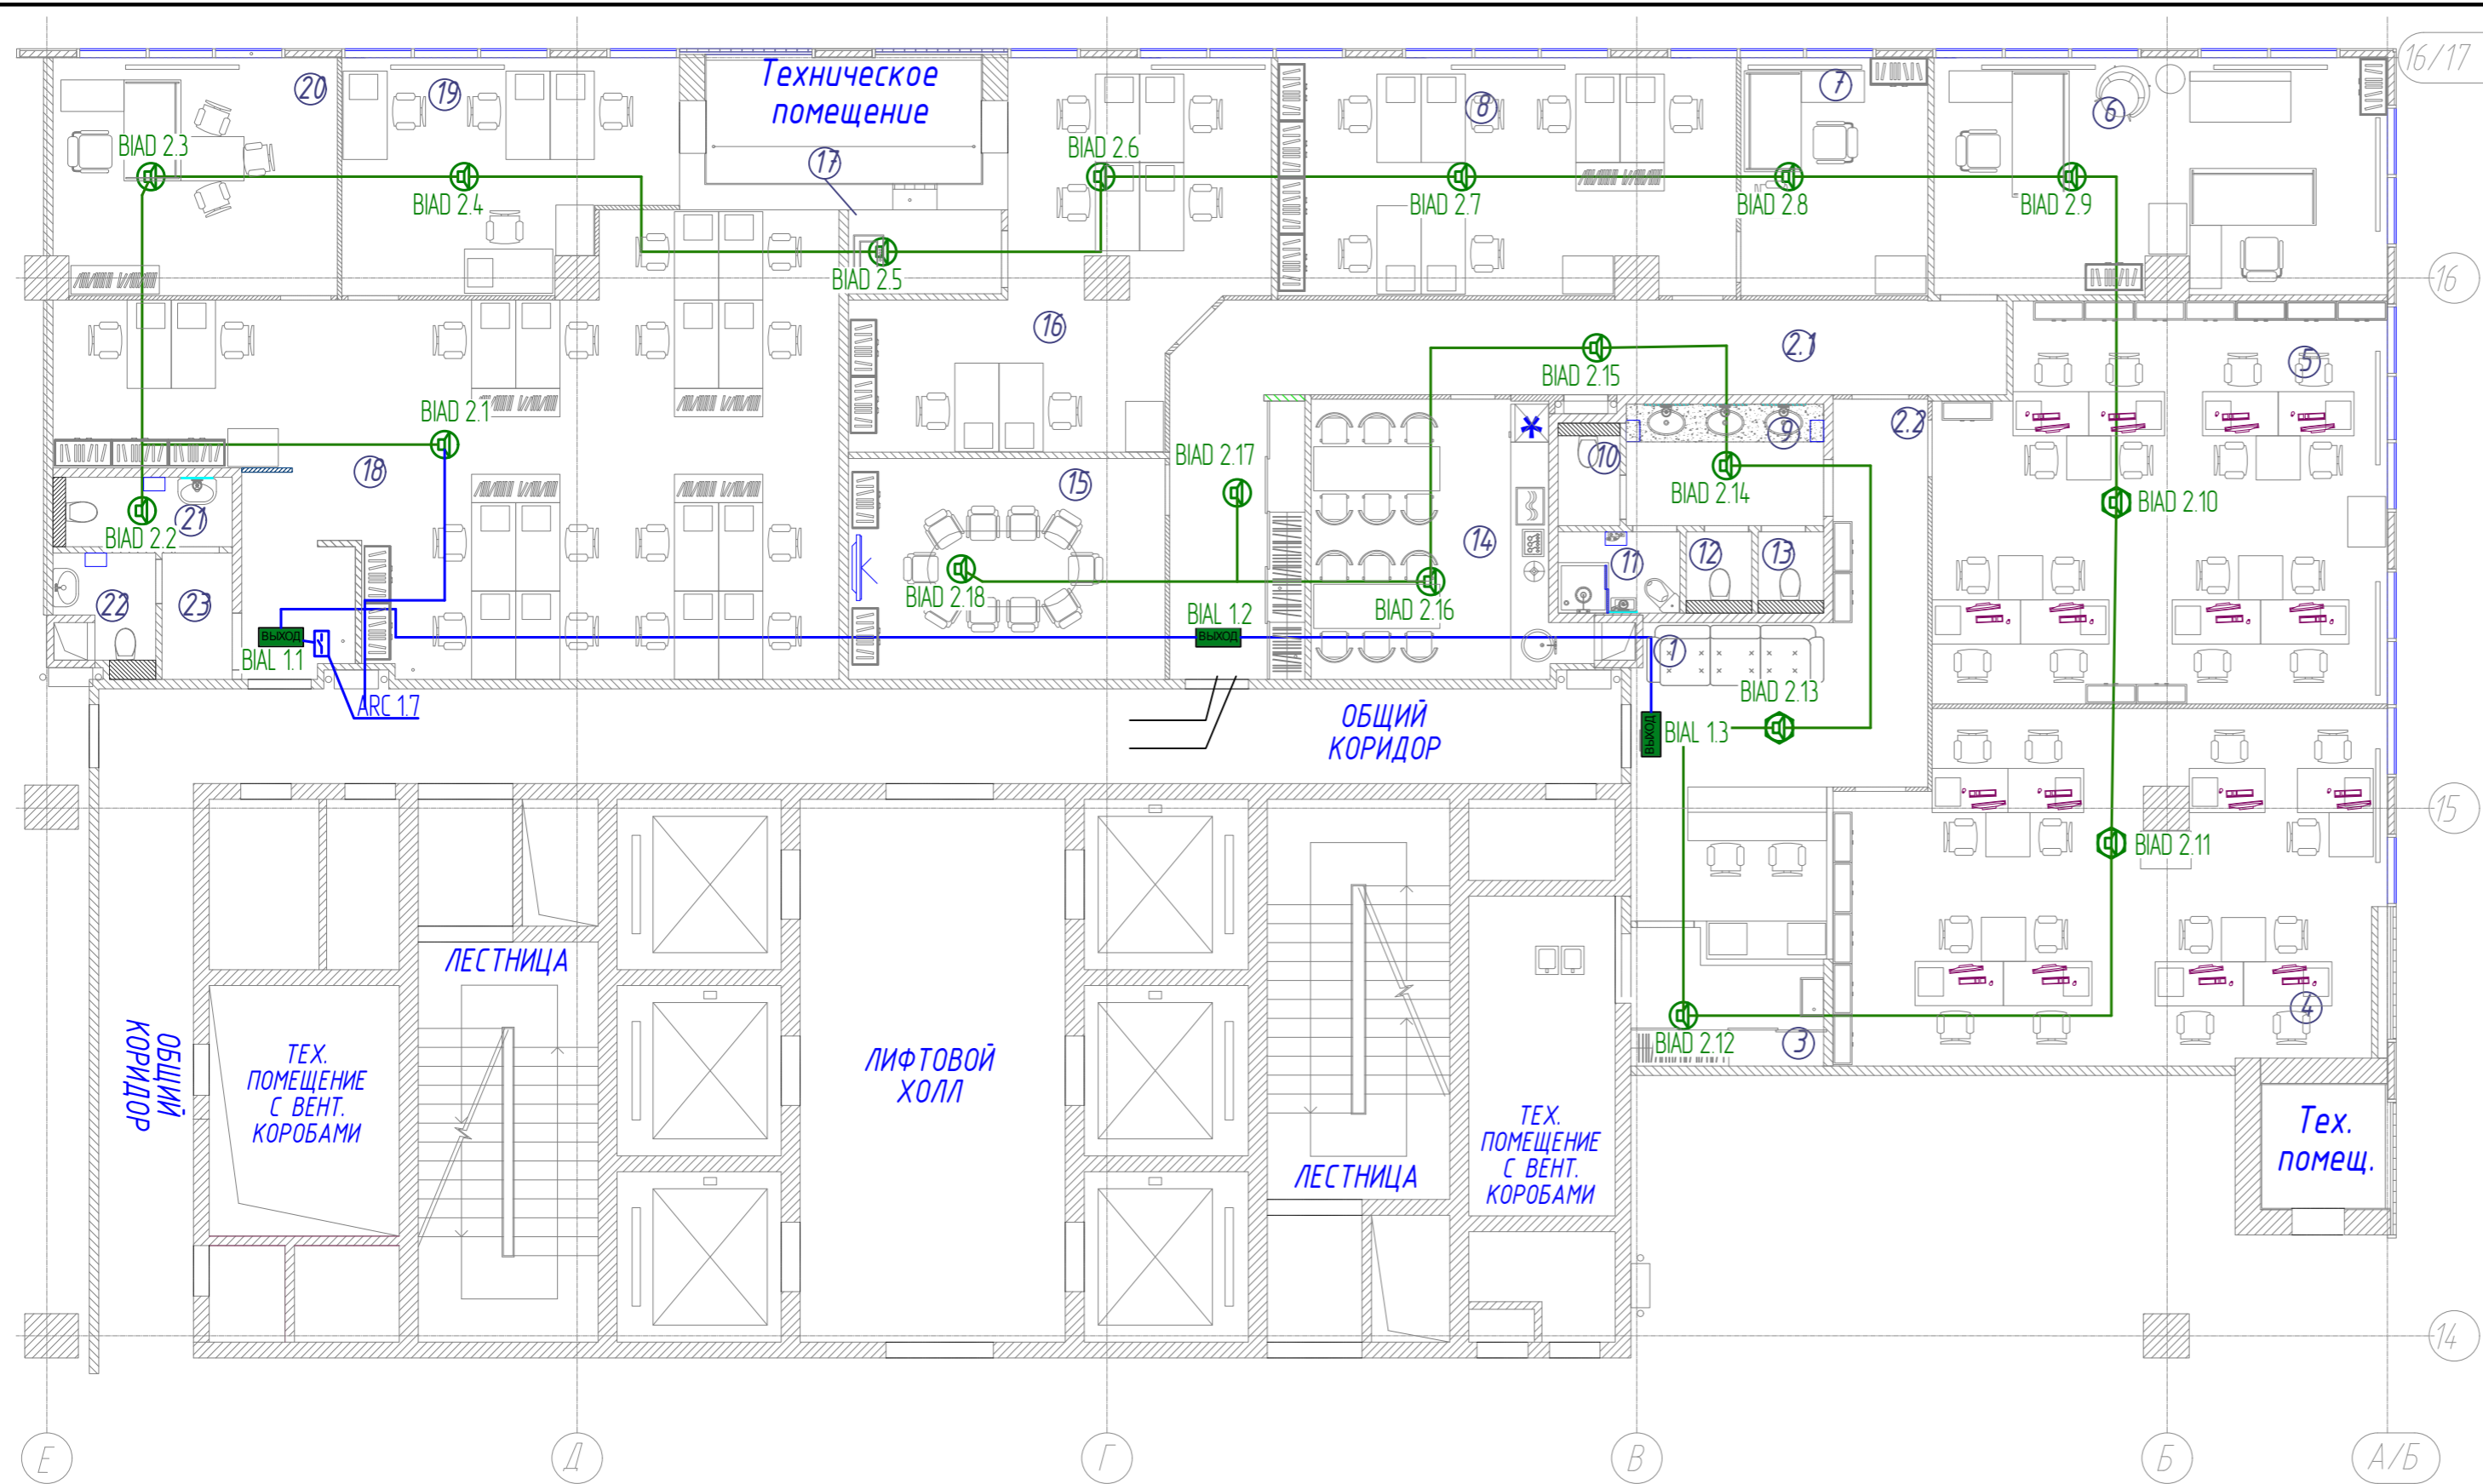 16/17
Техническое
помещение
20
19
17
8
7
6
BIAD 2.3
BIAD 2.4
BIAD 2.5
BIAD 2.6
BIAD 2.7
BIAD 2.8
BIAD 2.9
16
16
2.1
5
BIAD 2.15
BIAD 2.1
18
15
BIAD 2.17
*
10
9
2.2
BIAD 2.14
BIAD 2.10
21
BIAD 2.2
14
11
12
13
22
23
BIAD 2.18
BIAD 2.16
BIAL 1.2
ВЫХОД
ВЫХОД
BIAL 1.1
ARC 1.7
1
BIAD 2.13
ОБЩИЙ
КОРИДОР
ВЫХОД
BIAL 1.3
15
BIAD 2.11
ЛЕСТНИЦА
4
BIAD 2.12
3
ОБЩИЙ
КОРИДОР
ТЕХ.
ПОМЕЩЕНИЕ
С ВЕНТ.
КОРОБАМИ
ЛИФТОВОЙ
ХОЛЛ
ЛЕСТНИЦА
ТЕХ.
ПОМЕЩЕНИЕ
С ВЕНТ.
КОРОБАМИ
Тех.
помещ.
14
Е
Д
Г
В
Б
А/Б